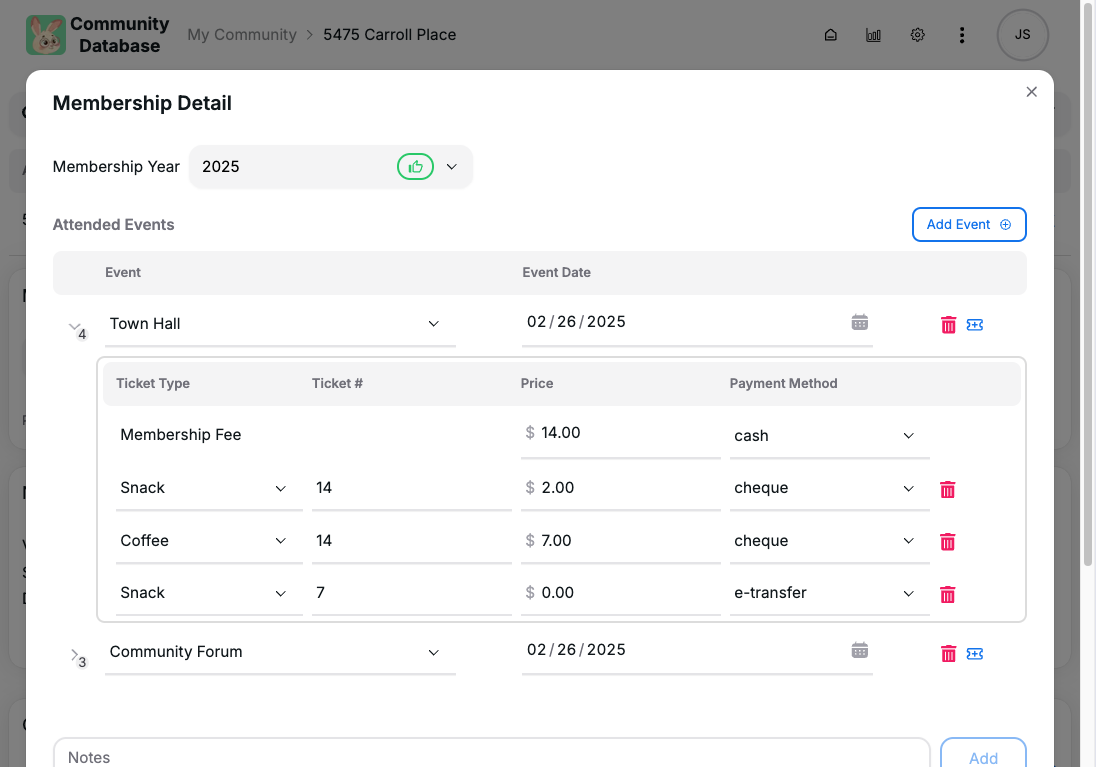 Community
Database
My Community > 5475 Carroll Place
JS
Membership Detail
Membership Year 2025
Attended Events
Add Event
Event Event Date
4 Town Hall 02/26/2025
Ticket Type Ticket # Price Payment Method
Membership Fee $ 14.00 cash
Snack 14 $ 2.00 cheque
Coffee 14 $ 7.00 cheque
Snack 7 $ 0.00 e-transfer
3 Community Forum 02/26/2025
Notes
Add